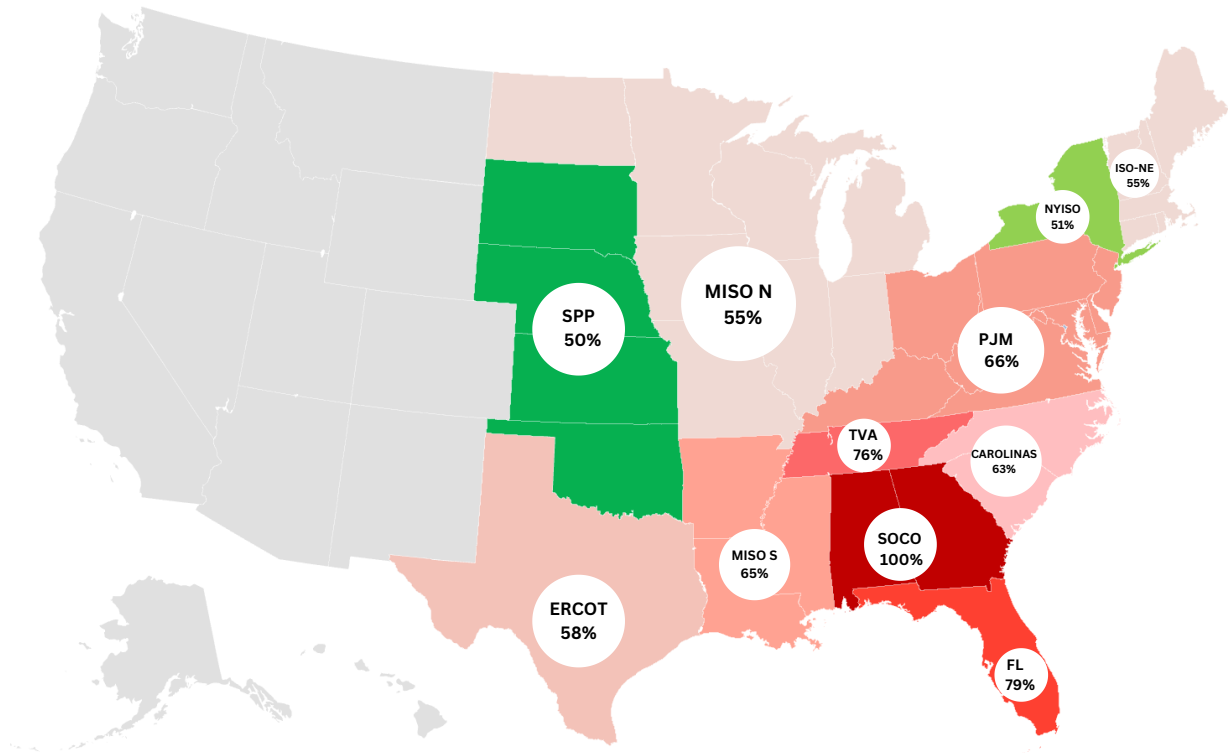 ISO-NE
55%
NYISO
51%
MISO N
55%
SPP
50%
PJM
66%
TVA
76%
CAROLINAS
63%
SOCO
100%
MISO S
65%
ERCOT
58%
FL
79%